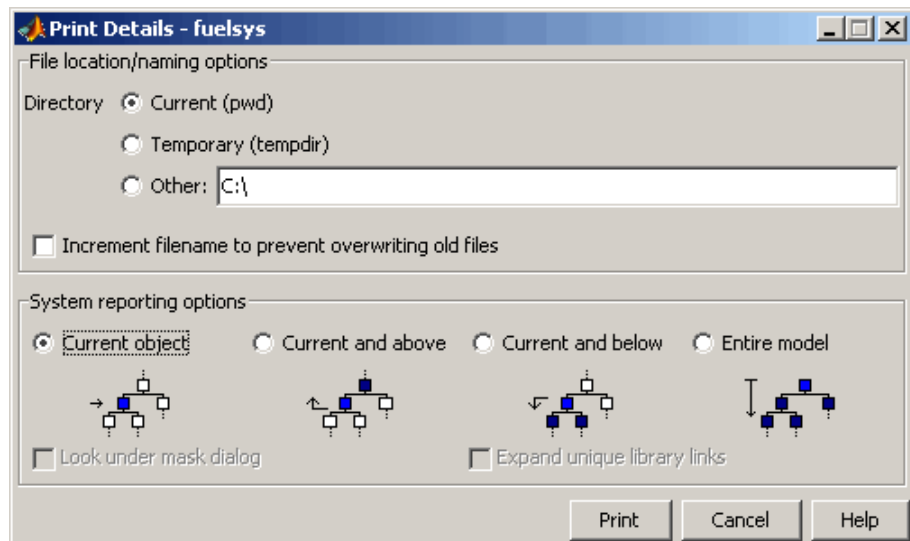 Print Details - fuelsys
File location/naming options
Directory Current (pwd)
Temporary (tempdir)
Other: C:\
Increment filename to prevent overwriting old files
System reporting options
Current object Current and above Current and below Entire model
Look under mask dialog Expand unique library links
Print Cancel Help